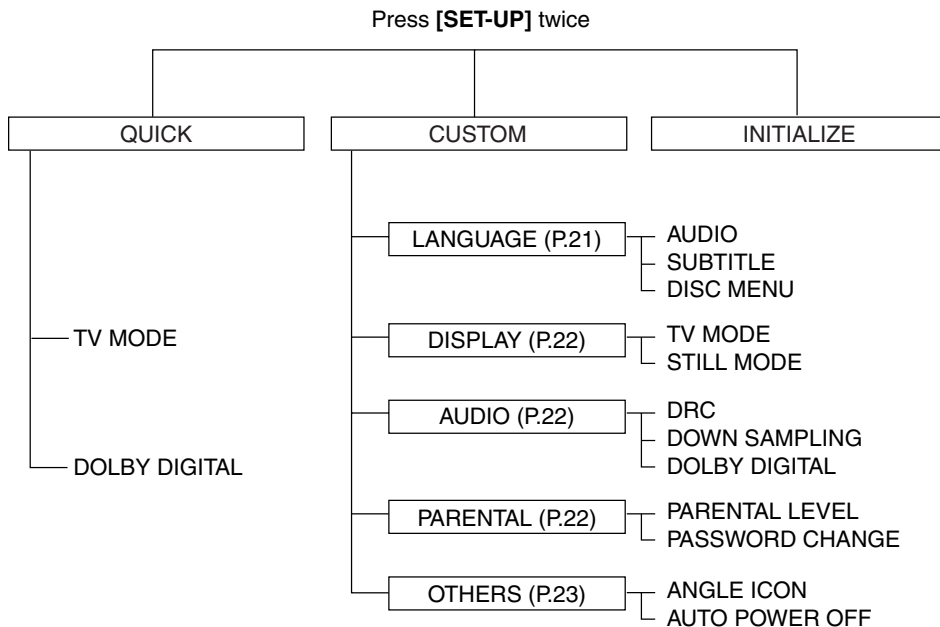 Press [SET-UP] twice
QUICK
CUSTOM
INITIALIZE
TV MODE
DOLBY DIGITAL
LANGUAGE (P.21)
AUDIO
SUBTITLE
DISC MENU
DISPLAY (P.22)
TV MODE
STILL MODE
AUDIO (P.22)
DRC
DOWN SAMPLING
DOLBY DIGITAL
PARENTAL (P.22)
PARENTAL LEVEL
PASSWORD CHANGE
OTHERS (P.23)
ANGLE ICON
AUTO POWER OFF